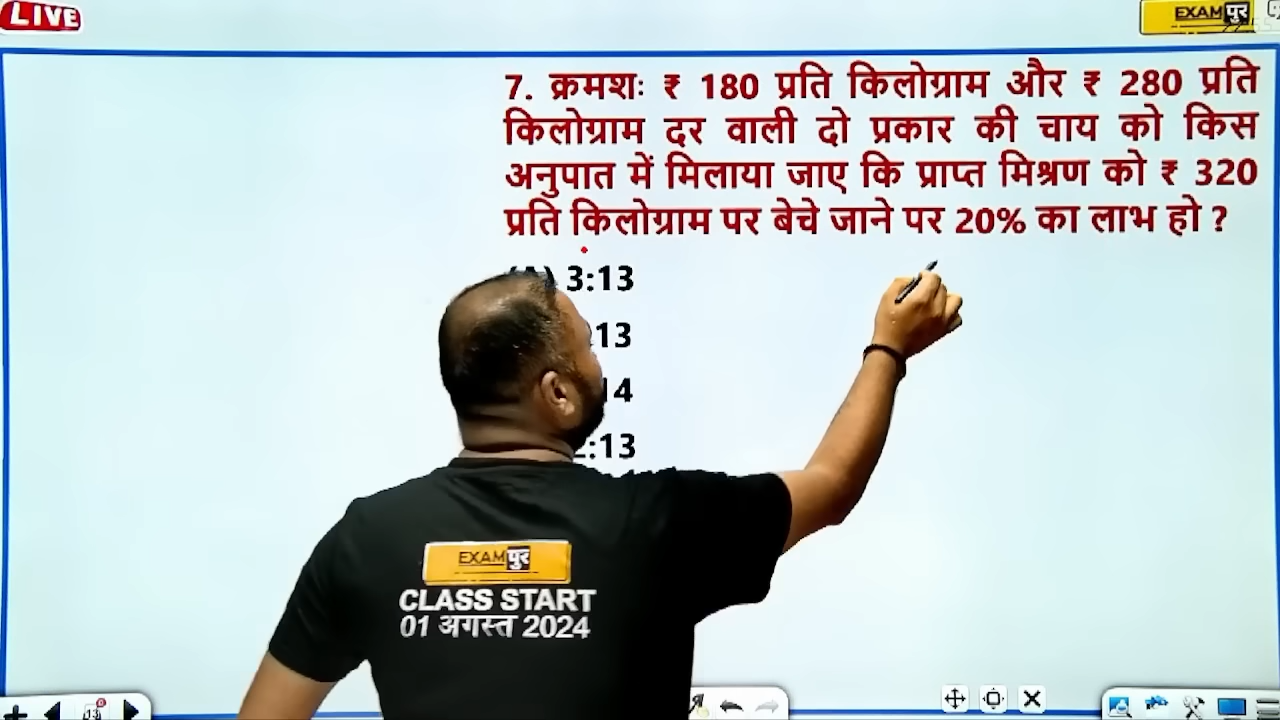 LIVE
EXAM पुर
7. क्रमशः ₹ 180 प्रति किलोग्राम और ₹ 280 प्रति
किलोग्राम दर वाली दो प्रकार की चाय को किस
अनुपात में मिलाया जाए कि प्राप्त मिश्रण को ₹ 320
प्रति किलोग्राम पर बेचे जाने पर 20% का लाभ हो ?
(A) 3:13
:13
14
2:13
EXAM पुर
CLASS START
01 अगस्त 2024